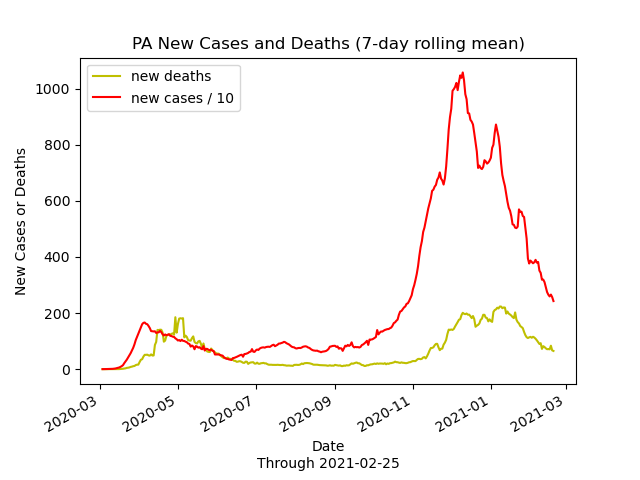 PA New Cases and Deaths (7-day rolling mean)
new deaths
new cases / 10
1000
800
600
400
200
0
New Cases or Deaths
2020-03
2020-05
2020-07
2020-09
2020-11
2021-01
2021-03
Date
Through 2021-02-25